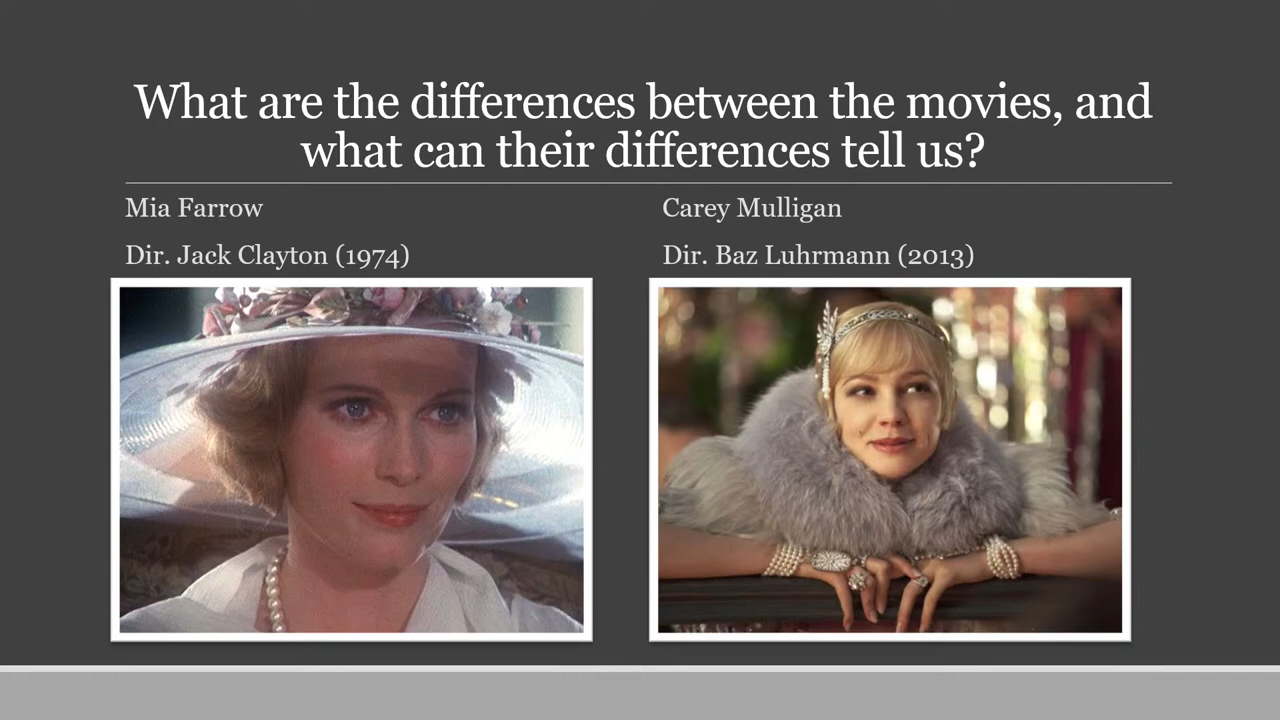 What are the differences between the movies, and
what can their differences tell us?
Mia Farrow
Dir. Jack Clayton (1974)
Carey Mulligan
Dir. Baz Luhrmann (2013)